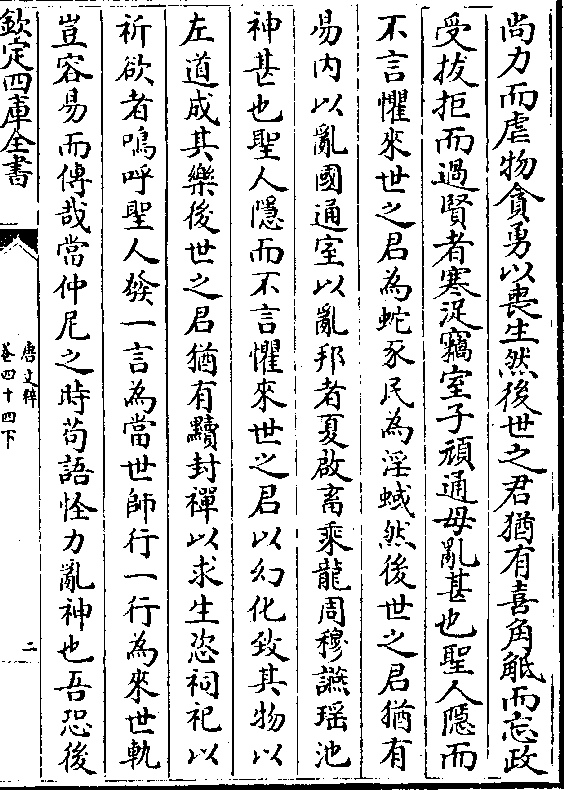 尚力而虐物貪勇以喪生然後世之君猶有喜角觝而忘政
受拔拒而過賢者寒浞竊室子頑通母亂甚也聖人隱而
不言懼來世之君為蛇豕民為淫蜮然後世之君猶有
易內以亂國通室以亂邦者夏啟畜乘龍周穆讌瑤池
神甚也聖人隱而不言懼來世之君以幻化致其物以
左道成其樂後世之君猶有黷封禪以求生恣祠祀以
祈欲者嗚呼聖人發一言為當世師行一行為來世軌
豈容易而傳哉當仲尼之時苟語怪力亂神也吾恐後
欽定四庫全書
唐文粹
卷四十四下
二